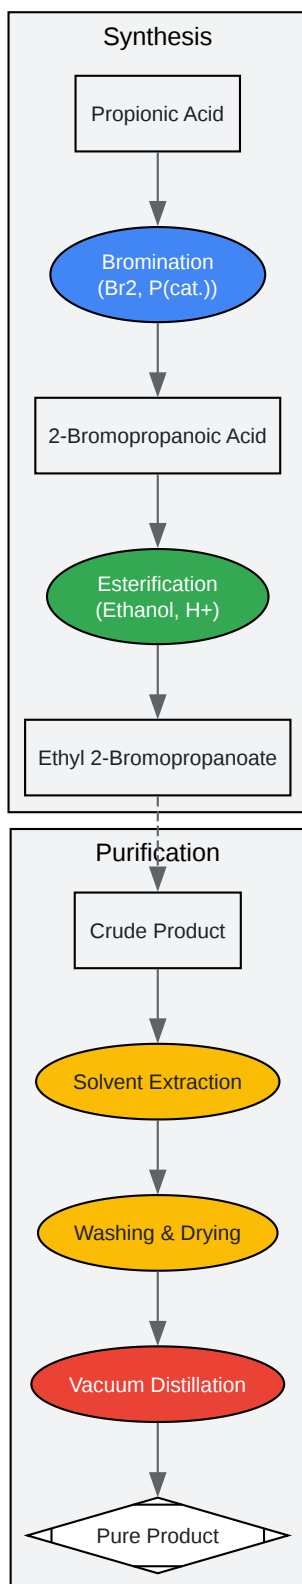 Synthesis
Propionic Acid
Bromination
(Br2, P(cat.))
2-Bromopropanoic Acid
Esterification
(Ethanol, H+)
Ethyl 2-Bromopropanoate
Purification
Crude Product
Solvent Extraction
Washing & Drying
Vacuum Distillation
Pure Product